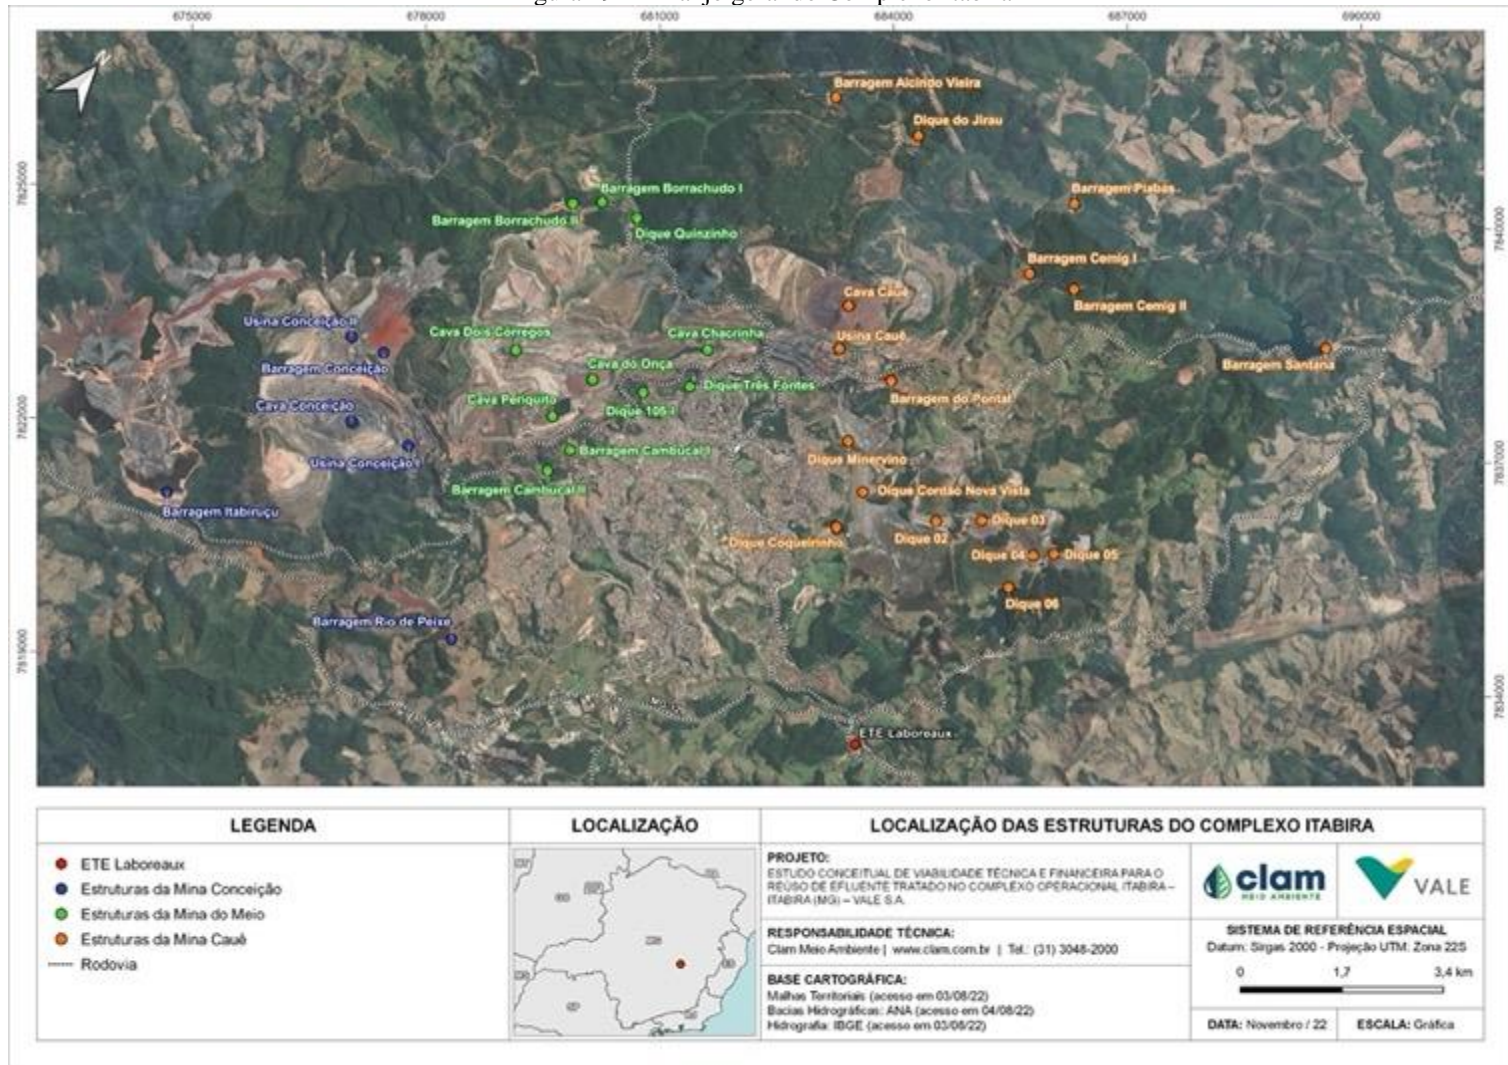 675000
678000
681000
684000
687000
690000
Barragem Alcindo Vieira
Dique do Jirau
7825000
Barragem Borrachudo I
Barragem Piabas
Barragem Borrachudo II
Dique Quinzinho
7840000
Barragem Cemig I
Cava Cauê
Barragem Cemig II
Usina Conceição II
Cava Dois Córregos
Cava Chacrinha
Usina Cauê
Barragem Conceição
Cava do Onça
Barragem Santana
Dique Três Fontes
Cava Conceição
Cava Periquito
Dique 105 I
Barragem do Pontal
7822000
Barragem Cambucal I
Dique Minervino
Usina Conceição I
7837000
Barragem Cambucal II
Dique Cordão Nova Vista
Barragem Itabiruçu
Dique 03
Dique Coqueirinho
Dique 02
Dique 04
Dique 05
Dique 06
Barragem Rio de Peixe
7819000
7834000
ETE Laboreaux
LEGENDA
ETE Laboreaux
Estruturas da Mina Conceição
Estruturas da Mina do Meio
Estruturas da Mina Cauê
Rodovia
LOCALIZAÇÃO
LOCALIZAÇÃO DAS ESTRUTURAS DO COMPLEXO ITABIRA
PROJETO:
ESTUDO CONCEITUAL DE VIABILIDADE TÉCNICA E FINANCEIRA PARA O
REÚSO DE EFLUENTE TRATADO NO COMPLEXO OPERACIONAL ITABIRA –
ITABIRA (MG) – VALE S.A.
RESPONSABILIDADE TÉCNICA:
Clam Meio Ambiente | www.clam.com.br | Tel.: (31) 3048-2000
BASE CARTOGRÁFICA:
Malhas Territoriais (acesso em 03/08/22)
Bacias Hidrográficas: ANA (acesso em 04/08/22)
Hidrografia: IBGE (acesso em 03/08/22)
clam
MEIO AMBIENTE
VALE
SISTEMA DE REFERÊNCIA ESPACIAL
Datum: Sirgas 2000 - Projeção UTM: Zona 22S
0 1,7 3,4 km
DATA: Novembro / 22
ESCALA: Gráfica